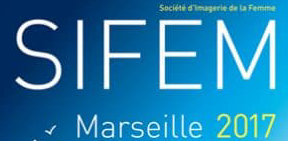 Société d'Imagerie de la Femme
SIFEM
Marseille 2017